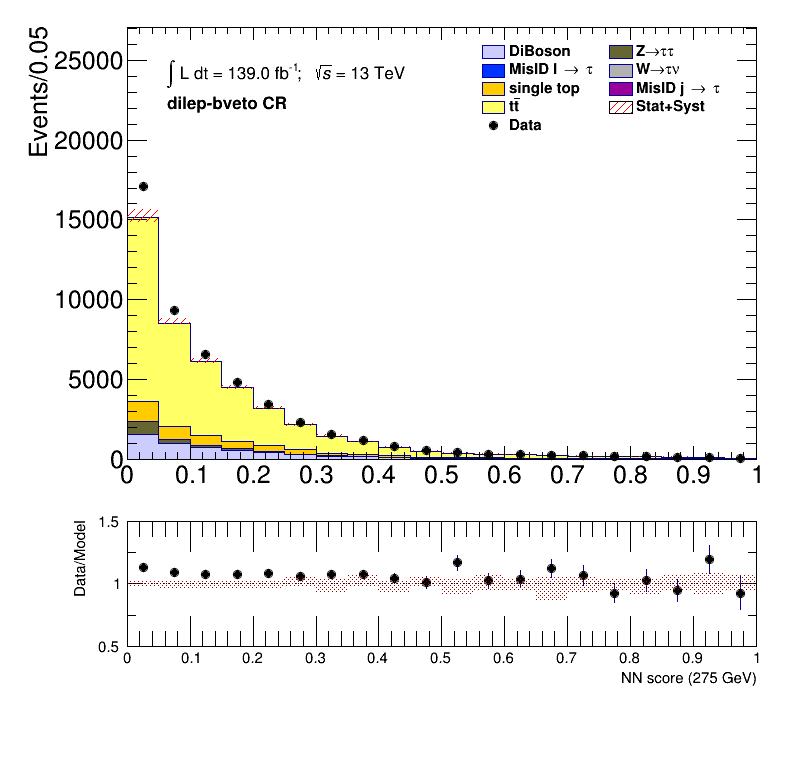 Events/0.05
25000
20000
15000
10000
5000
0
∫ L dt = 139.0 fb⁻¹; √s = 13 TeV
dilep-bveto CR
DiBoson
MisID l → τ
single top
tt̄
Data
Z→ττ
W→τν
MisID j → τ
Stat+Syst
0 0.1 0.2 0.3 0.4 0.5 0.6 0.7 0.8 0.9 1
Data/Model
1.5
1
0.5
0 0.1 0.2 0.3 0.4 0.5 0.6 0.7 0.8 0.9 1
NN score (275 GeV)